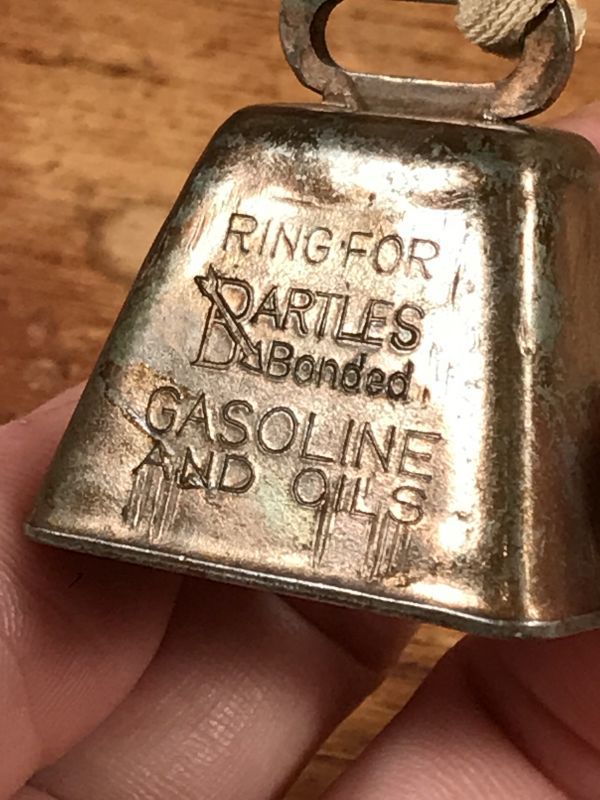 RING FOR
BARTLES
Bonded
GASOLINE
AND OILS